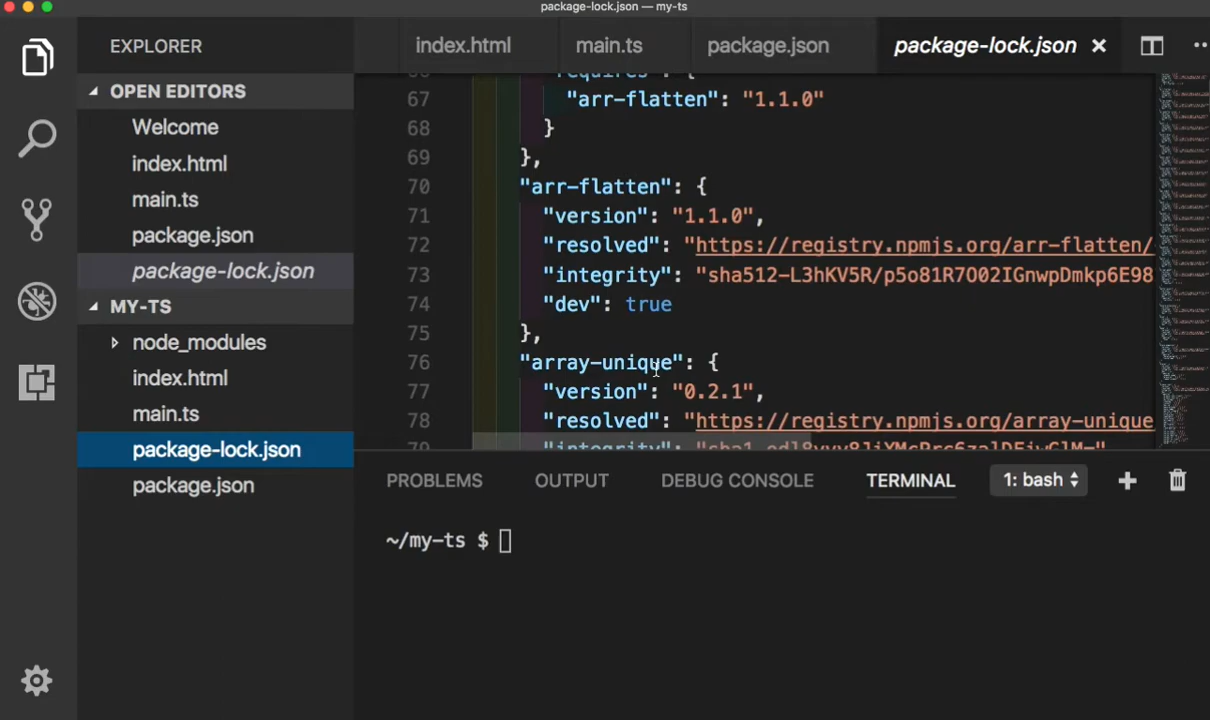 package-lock.json — my-ts
EXPLORER
OPEN EDITORS
Welcome
index.html
main.ts
package.json
package-lock.json
MY-TS
node_modules
index.html
main.ts
package-lock.json
package.json
index.html main.ts package.json package-lock.json
"requires": {
67 "arr-flatten": "1.1.0"
68 }
69 },
70 "arr-flatten": {
71 "version": "1.1.0",
72 "resolved": "https://registry.npmjs.org/arr-flatten/
73 "integrity": "sha512-L3hKV5R/p5o81R7O02IGnwpDmkp6E98
74 "dev": true
75 },
76 "array-unique": {
77 "version": "0.2.1",
78 "resolved": "https://registry.npmjs.org/array-unique
79 "integrity":
PROBLEMS OUTPUT DEBUG CONSOLE TERMINAL 1: bash
~/my-ts $